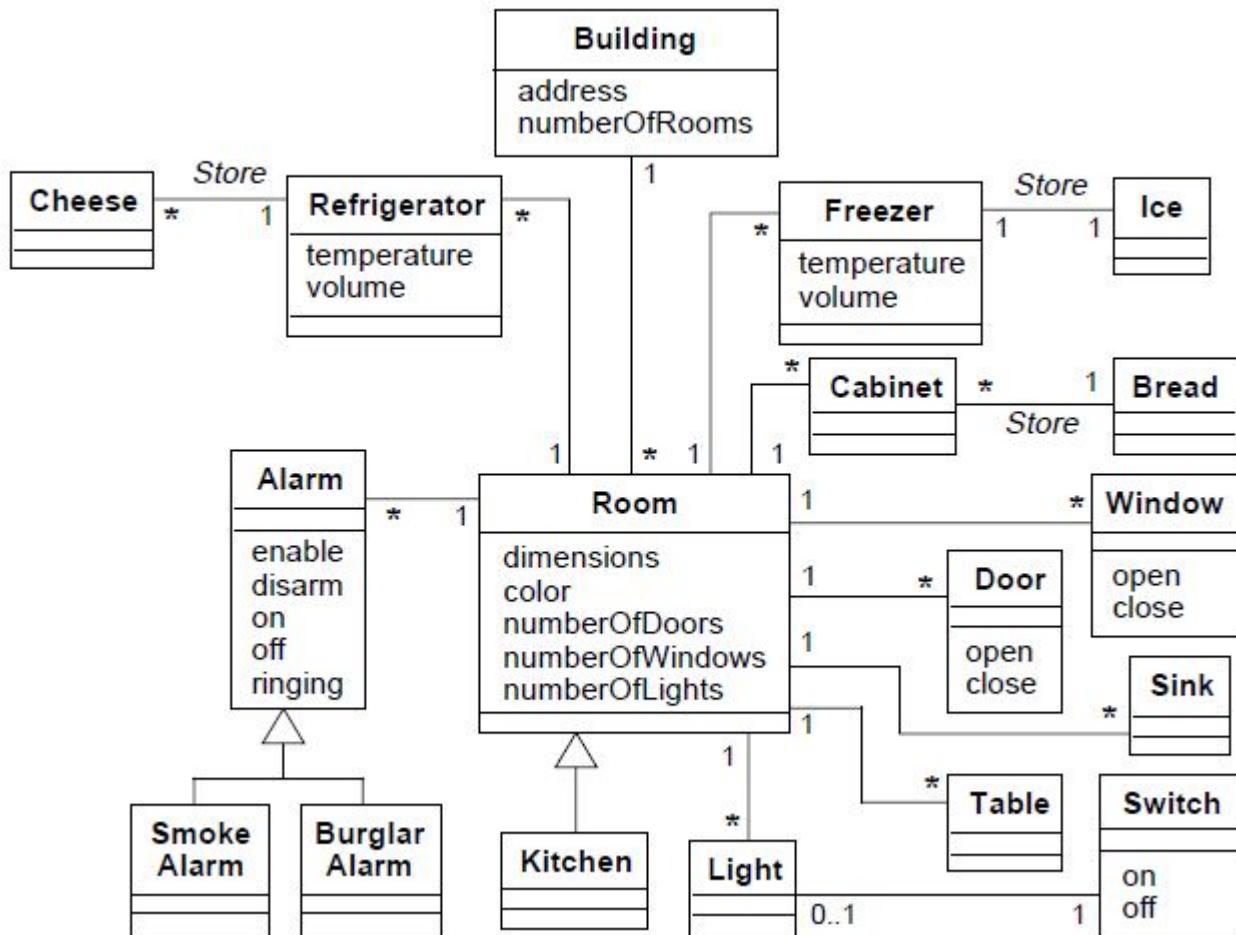 Building
address
numberOfRooms
1
Cheese
*
Store
1
Refrigerator
temperature
volume
*
*
Freezer
temperature
volume
1
Store
1
Ice
*
Cabinet
*
Store
1
Bread
1
*
1
1
Alarm
enable
disarm
on
off
ringing
*
1
Room
dimensions
color
numberOfDoors
numberOfWindows
numberOfLights
1
*
Window
open
close
1
*
Door
open
close
1
*
Sink
1
*
Table
Smoke
Alarm
Burglar
Alarm
Kitchen
1
*
Light
0..1
1
Switch
on
off